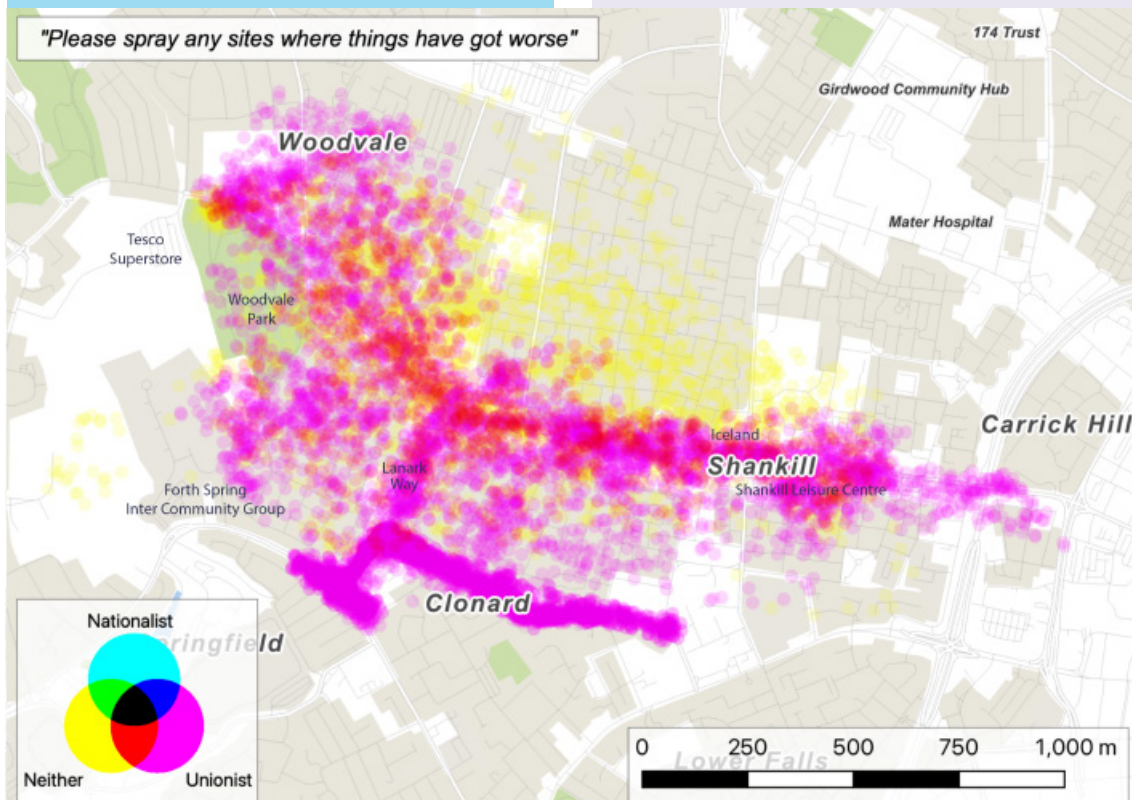 "Please spray any sites where things have got worse"
174 Trust
Girdwood Community Hub
Woodvale
Mater Hospital
Tesco
Superstore
Woodvale
Park
Carrick Hill
Iceland
Shankill
Lanark
Way
Shankill Leisure Centre
Forth Spring
Inter Community Group
Clonard
Nationalist
ringfield
Neither
Unionist
0 250 500 750 1,000 m
Lower Falls